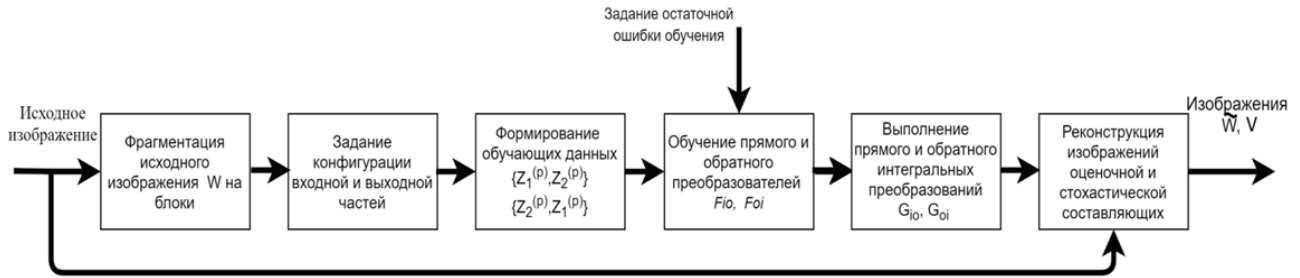 Задание остаточной
ошибки обучения
Исходное
изображение
Фрагментация
исходного
изображения W на
блоки
Задание
конфигурации
входной и выходной
частей
Формирование
обучающих данных
{Z₁⁽ᵖ⁾,Z₂⁽ᵖ⁾}
{Z₂⁽ᵖ⁾,Z₁⁽ᵖ⁾}
Обучение прямого и
обратного
преобразователей
Fio, Foi
Выполнение
прямого и обратного
интегральных
преобразований
G_io, G_oi
Реконструкция
изображений
оценочной и
стохастической
составляющих
Изображения
W̃, V